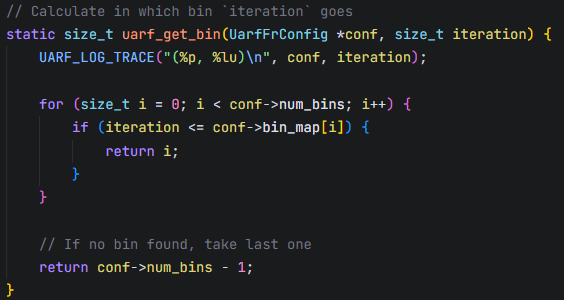 // Calculate in which bin `iteration` goes
static size_t uarf_get_bin(UarfFrConfig *conf, size_t iteration) {
    UARF_LOG_TRACE("(%p, %lu)\n", conf, iteration);

    for (size_t i = 0; i < conf->num_bins; i++) {
        if (iteration <= conf->bin_map[i]) {
            return i;
        }
    }

    // If no bin found, take last one
    return conf->num_bins - 1;
}